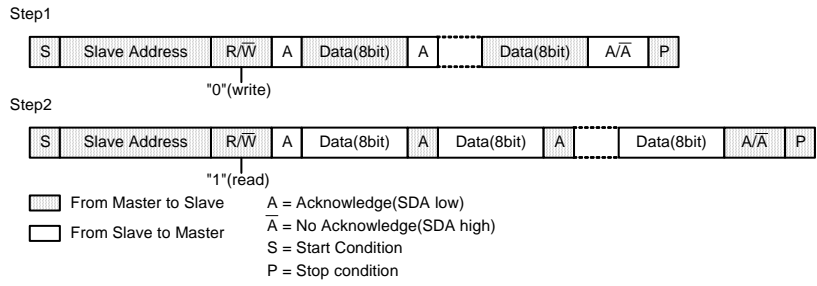 Step1
S Slave Address R/W̅ A Data(8bit) A Data(8bit) A/A̅ P
"0"(write)
Step2
S Slave Address R/W̅ A Data(8bit) A Data(8bit) A Data(8bit) A/A̅ P
"1"(read)
From Master to Slave
From Slave to Master
A = Acknowledge(SDA low)
A̅ = No Acknowledge(SDA high)
S = Start Condition
P = Stop condition